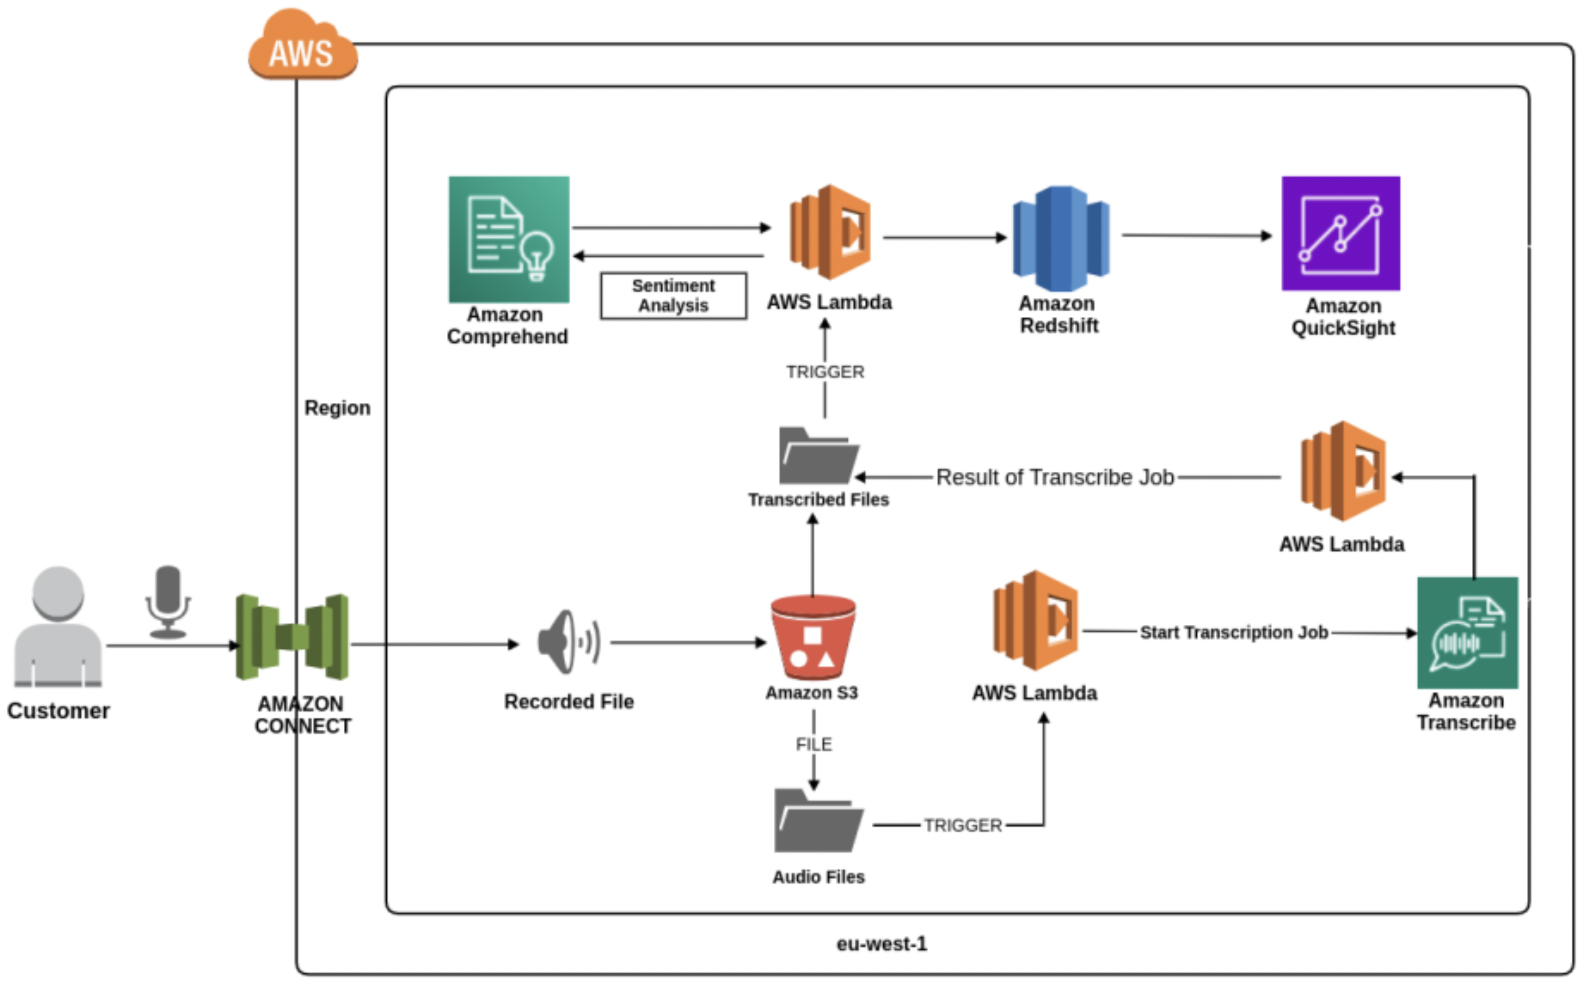 AWS
Amazon
Comprehend
Sentiment
Analysis
AWS Lambda
Amazon
Redshift
Amazon
QuickSight
TRIGGER
Region
Transcribed Files
Result of Transcribe Job
AWS Lambda
Customer
AMAZON
CONNECT
Recorded File
Amazon S3
AWS Lambda
Start Transcription Job
Amazon
Transcribe
FILE
TRIGGER
Audio Files
eu-west-1